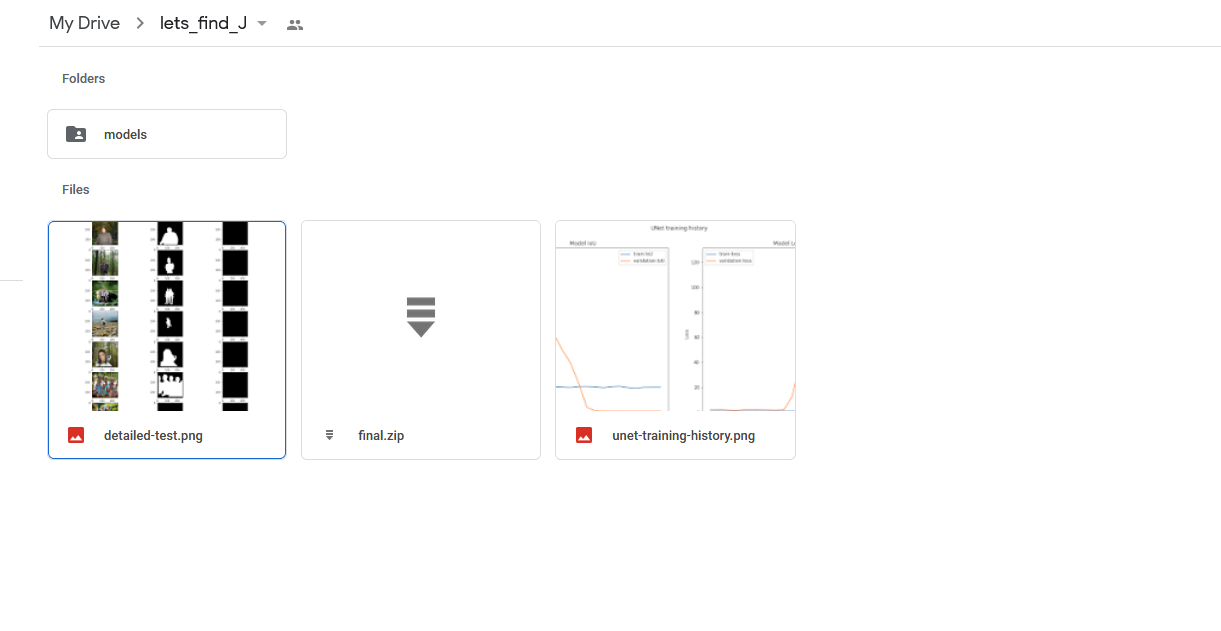 My Drive > lets_find_J
Folders
models
Files
UNet training history
Model IoU
Model Lo
train IoU
validation IoU
train loss
validation loss
120
100
80
60
40
20
Loss
detailed-test.png
final.zip
unet-training-history.png